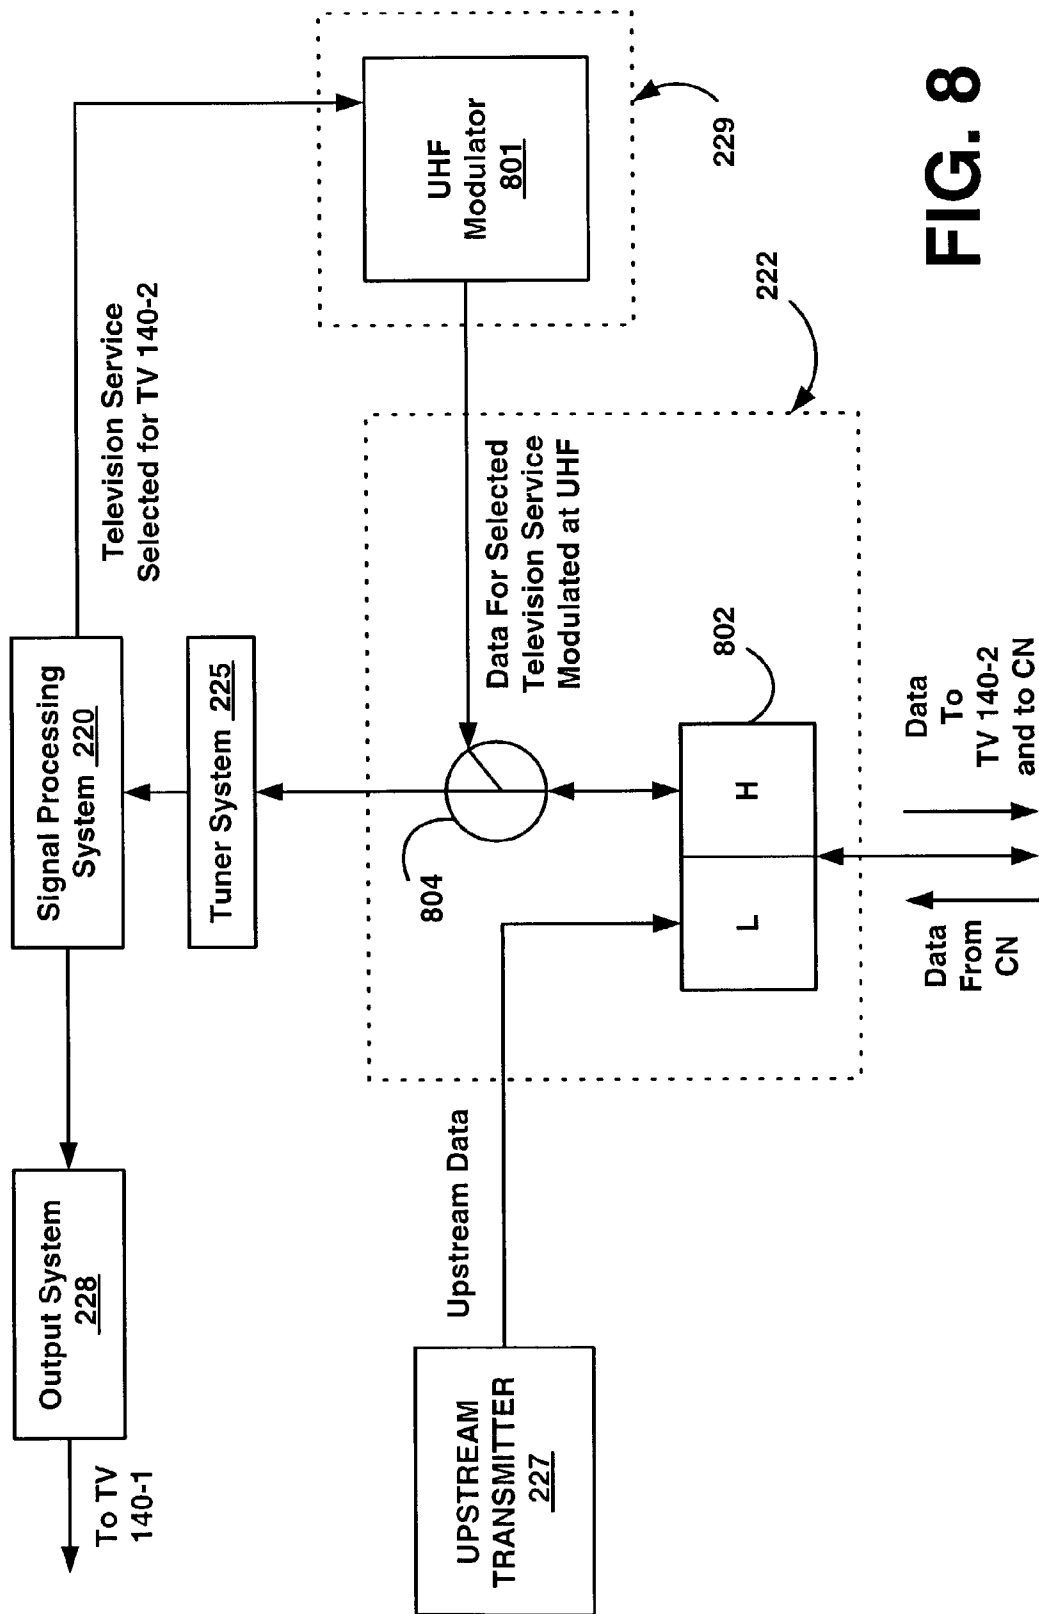 To TV
140-1
Output System
228
Signal Processing
System 220
Television Service
Selected for TV 140-2
Tuner System 225
UHF
Modulator
801
229
UPSTREAM
TRANSMITTER
227
Upstream Data
804
Data For Selected
Television Service
Modulated at UHF
222
802
L
H
Data
From
CN
Data
To
TV 140-2
and to CN
FIG. 8